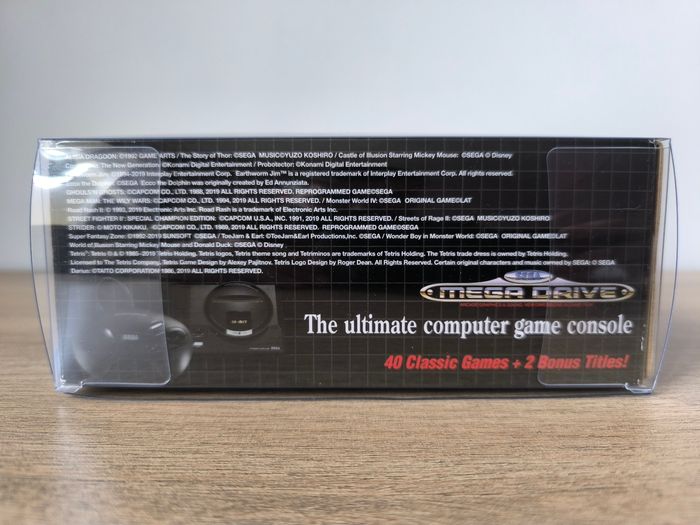 ALISIA DRAGOON: ©1992 GAME ARTS / The Story of Thor: ©SEGA MUSIC©YUZO KOSHIRO / Castle of Illusion Starring Mickey Mouse: ©SEGA © Disney
The New Generation: ©Konami Digital Entertainment / Probotector: ©Konami Digital Entertainment
Earthworm Jim: ©1994-2019 Interplay Entertainment Corp. Earthworm Jim™ is a registered trademark of Interplay Entertainment Corp. All rights reserved.
Ecco the Dolphin: ©SEGA Ecco the Dolphin was originally created by Ed Annunziata.
GHOULS'N GHOSTS: ©CAPCOM CO., LTD. 1988, 2019 ALL RIGHTS RESERVED. REPROGRAMMED GAME©SEGA
MEGA MAN: THE WILY WARS: ©CAPCOM CO., LTD. 1994, 2019 ALL RIGHTS RESERVED. / Monster World IV: ©SEGA ORIGINAL GAME©LAT
Road Rash II: © 1993, 2019 Electronic Arts Inc. Road Rash is a trademark of Electronic Arts Inc.
STREET FIGHTER II': SPECIAL CHAMPION EDITION: ©CAPCOM U.S.A., INC. 1991, 2019 ALL RIGHTS RESERVED. / Streets of Rage II: ©SEGA MUSIC©YUZO KOSHIRO
STRIDER: © MOTO KIKAKU, ©CAPCOM CO., LTD. 1989, 2019 ALL RIGHTS RESERVED. REPROGRAMMED GAME©SEGA
Super Fantasy Zone: ©1992-2019 SUNSOFT ©SEGA / ToeJam & Earl: ©ToeJam&Earl Productions,Inc. ©SEGA / Wonder Boy in Monster World: ©SEGA ORIGINAL GAME©LAT
World of Illusion Starring Mickey Mouse and Donald Duck: ©SEGA © Disney
Tetris®: Tetris ® & © 1985-2019 Tetris Holding. Tetris logos, Tetris theme song and Tetriminos are trademarks of Tetris Holding. The Tetris trade dress is owned by Tetris Holding.
Licensed to The Tetris Company. Tetris Game Design by Alexey Pajitnov. Tetris Logo Design by Roger Dean. All Rights Reserved. Certain original characters and music owned by SEGA: © SEGA
Darius: ©TAITO CORPORATION 1986, 2019 ALL RIGHTS RESERVED.
SEGA
MEGA DRIVE
The ultimate computer game console
40 Classic Games + 2 Bonus Titles!
SEGA
16-BIT